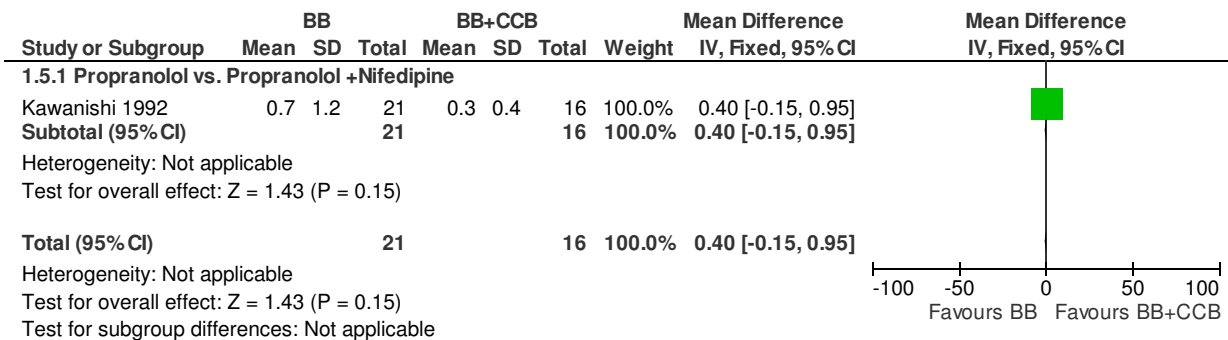 BB BB+CCB Mean Difference Mean Difference
Study or Subgroup Mean SD Total Mean SD Total Weight IV, Fixed, 95% CI IV, Fixed, 95% CI
1.5.1 Propranolol vs. Propranolol +Nifedipine
Kawanishi 1992 0.7 1.2 21 0.3 0.4 16 100.0% 0.40 [-0.15, 0.95]
Subtotal (95% CI) 21 16 100.0% 0.40 [-0.15, 0.95]
Heterogeneity: Not applicable
Test for overall effect: Z = 1.43 (P = 0.15)
Total (95% CI) 21 16 100.0% 0.40 [-0.15, 0.95]
Heterogeneity: Not applicable
-100 -50 0 50 100
Test for overall effect: Z = 1.43 (P = 0.15)
Favours BB Favours BB+CCB
Test for subgroup differences: Not applicable